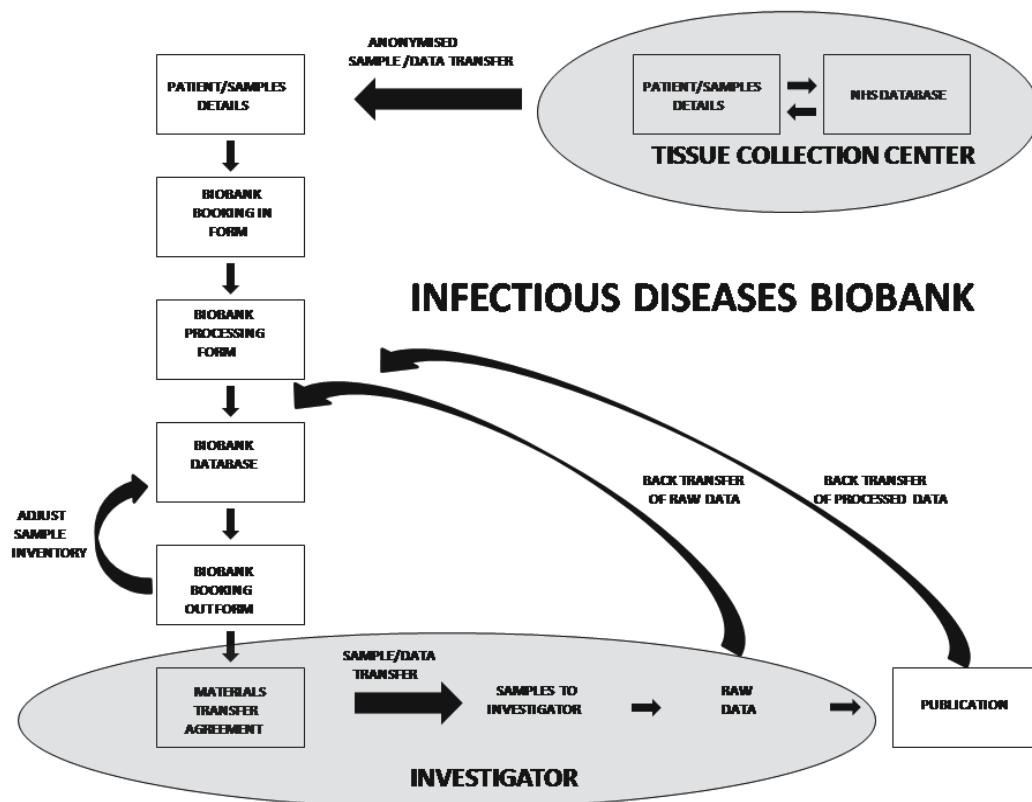 ANONYMISED
SAMPLE/DATA TRANSFER
PATIENT/SAMPLES
DETAILS
PATIENT/SAMPLES
DETAILS
NHS DATABASE
TISSUE COLLECTION CENTER
BIOBANK
BOOKING IN
FORM
INFECTIOUS DISEASES BIOBANK
BIOBANK
PROCESSING
FORM
BIOBANK
DATABASE
BACK TRANSFER
OF RAW DATA
BACK TRANSFER
OF PROCESSED DATA
ADJUST
SAMPLE
INVENTORY
BIOBANK
BOOKING
OUT FORM
SAMPLE/DATA
TRANSFER
MATERIALS
TRANSFER
AGREEMENT
SAMPLES TO
INVESTIGATOR
RAW
DATA
PUBLICATION
INVESTIGATOR